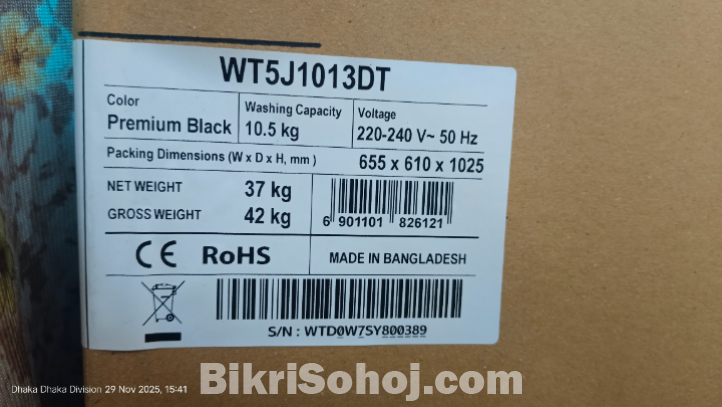 WT5J1013DT
Color
Premium Black
Washing Capacity
10.5 kg
Voltage
220-240 V~ 50 Hz
Packing Dimensions (W x D x H, mm ) 655 x 610 x 1025
NET WEIGHT 37 kg
GROSS WEIGHT 42 kg
6 901101 826121
CE RoHS MADE IN BANGLADESH
S/N : WTD0W7SY800389
Dhaka Dhaka Division 29 Nov 2025, 15:41
BikriSohoj.com